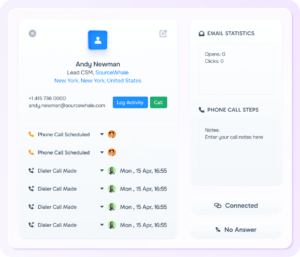 Andy Newman
Lead CSM, SourceWhale
New York, New York, United States
+1 415 736 0000
andy.newman@sourcewhale.com
Log Activity
Call
Phone Call Scheduled
Phone Call Scheduled
Dialer Call Made
Mon , 15 Apr, 16:55
Dialer Call Made
Mon , 15 Apr, 16:55
Dialer Call Made
Mon , 15 Apr, 16:55
Dialer Call Made
Mon , 15 Apr, 16:55
EMAIL STATISTICS
Opens: 0
Clicks: 0
PHONE CALL STEPS
Notes:
Enter your call notes here
Connected
No Answer